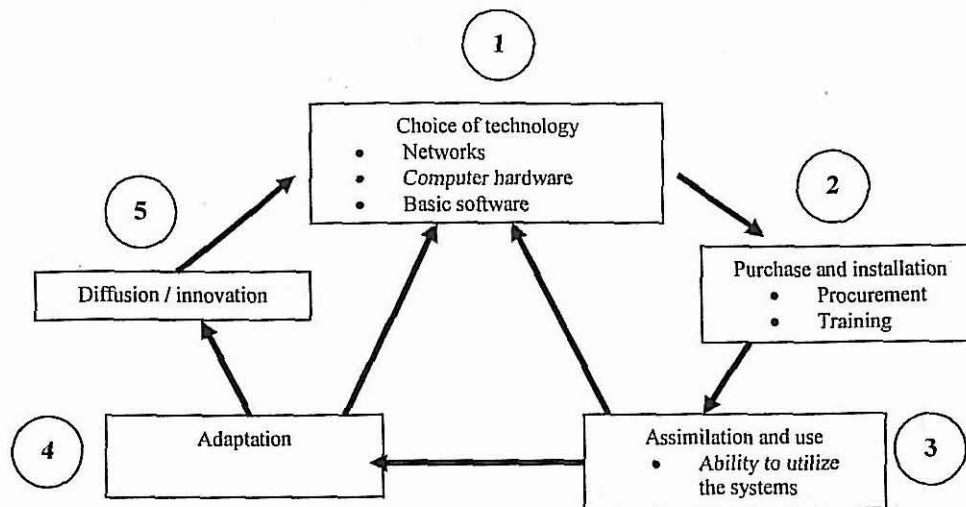 1
Choice of technology
• Networks
• Computer hardware
• Basic software
2
Purchase and installation
• Procurement
• Training
3
Assimilation and use
• Ability to utilize
the systems
4
Adaptation
5
Diffusion / innovation